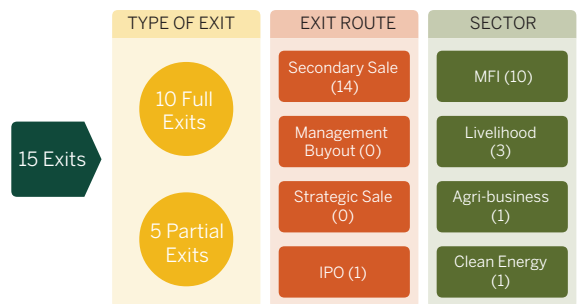 TYPE OF EXIT
EXIT ROUTE
SECTOR
15 Exits
10 Full
Exits
5 Partial
Exits
Secondary Sale
(14)
Management
Buyout (0)
Strategic Sale
(0)
IPO (1)
MFI (10)
Livelihood
(3)
Agri-business
(1)
Clean Energy
(1)